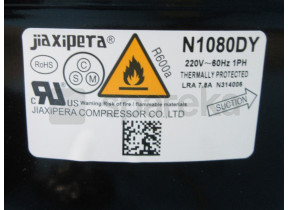 jiaxipera
N1080DY
R600a
220V~60Hz 1PH
THERMALLY PROTECTED
LRA 7.8A N314006
RoHS
C S M
c UL US
Warning Risk of fire / flammable materials
JIAXIPERA COMPRESSOR CO.,LTD
SUCTION